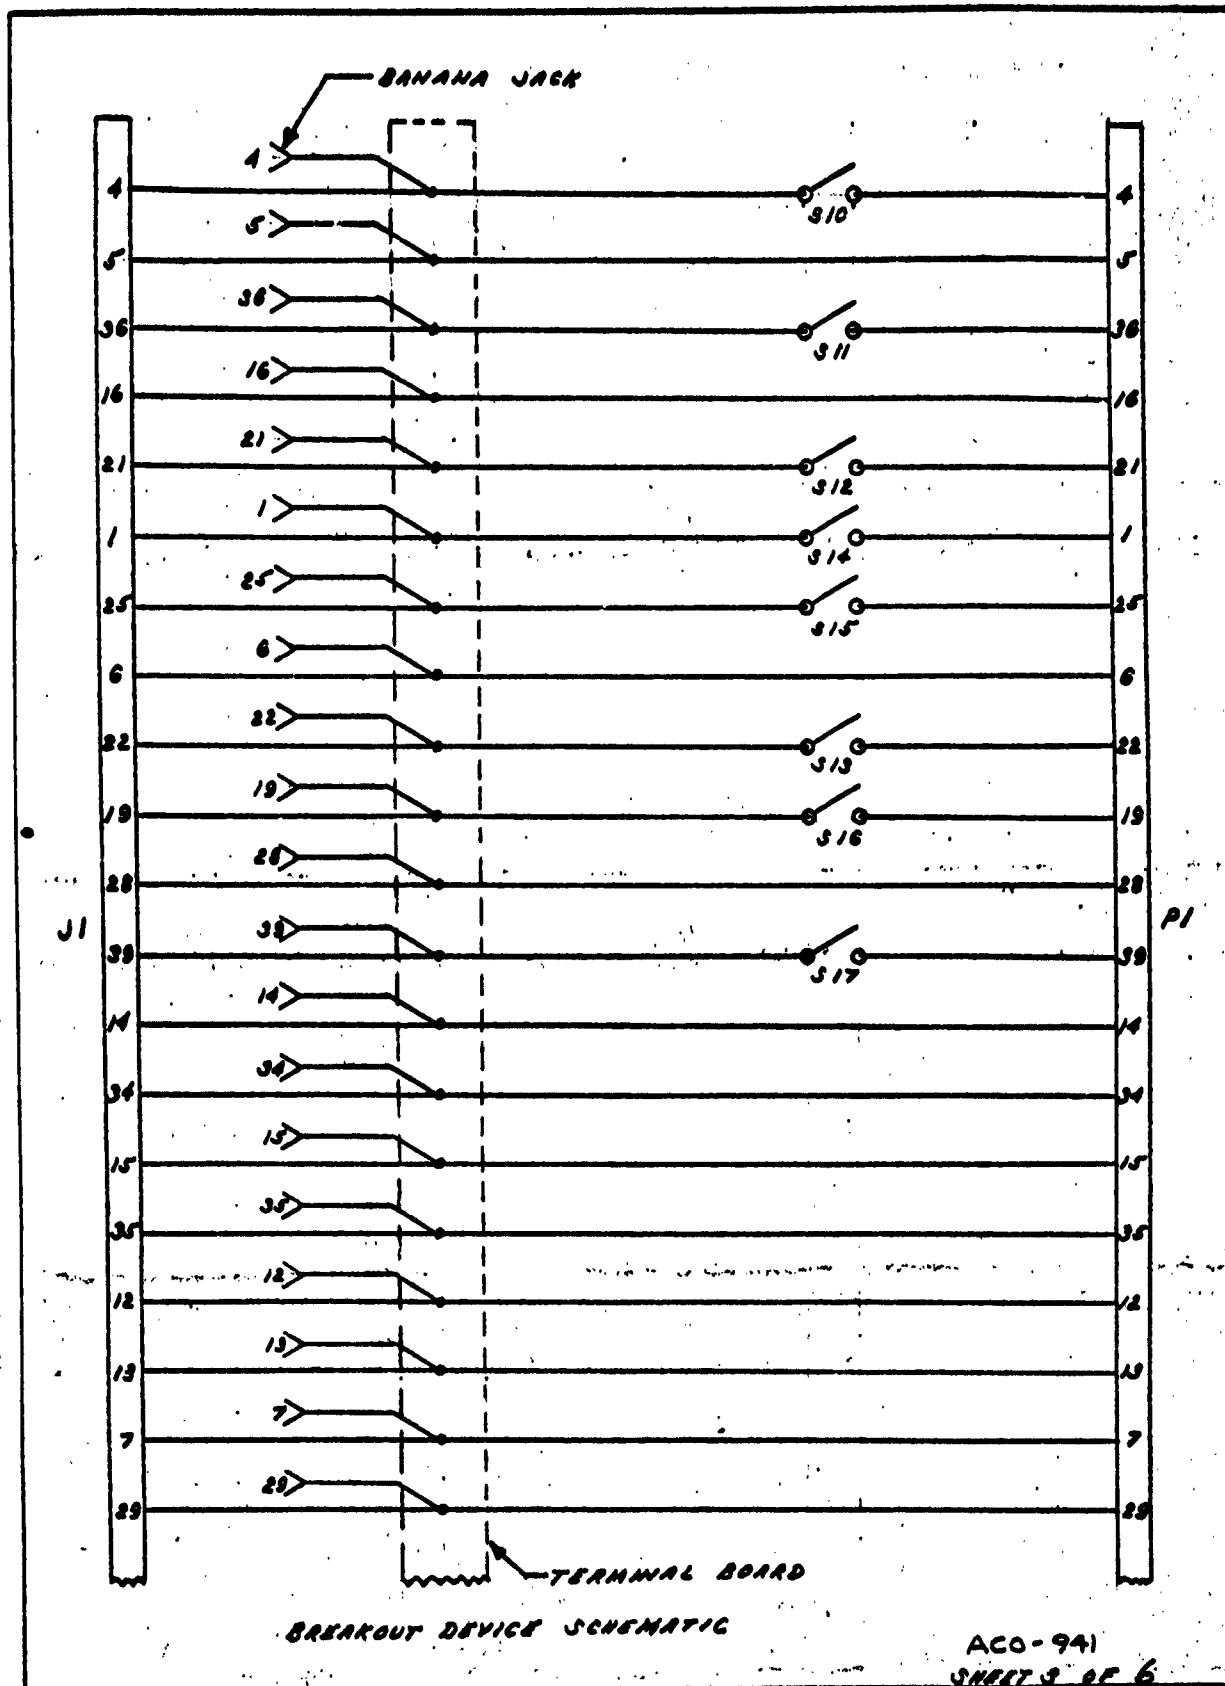 BANANA JACK
4
4 S10 4
5
5 5
36
36 S11 36
16
16 16
21
21 S12 21
1
1 S14 1
25
25 S15 25
6
6 6
22
22 S13 22
19
19 S16 19
28
28 28
J1 P1
39
39 S17 39
14
14 14
34
34 34
15
15 15
35
35 35
12
12 12
13
13 13
7
7 7
29
29 29
TERMINAL BOARD
BREAKOUT DEVICE SCHEMATIC
ACO-941
SHEET 3 OF 6